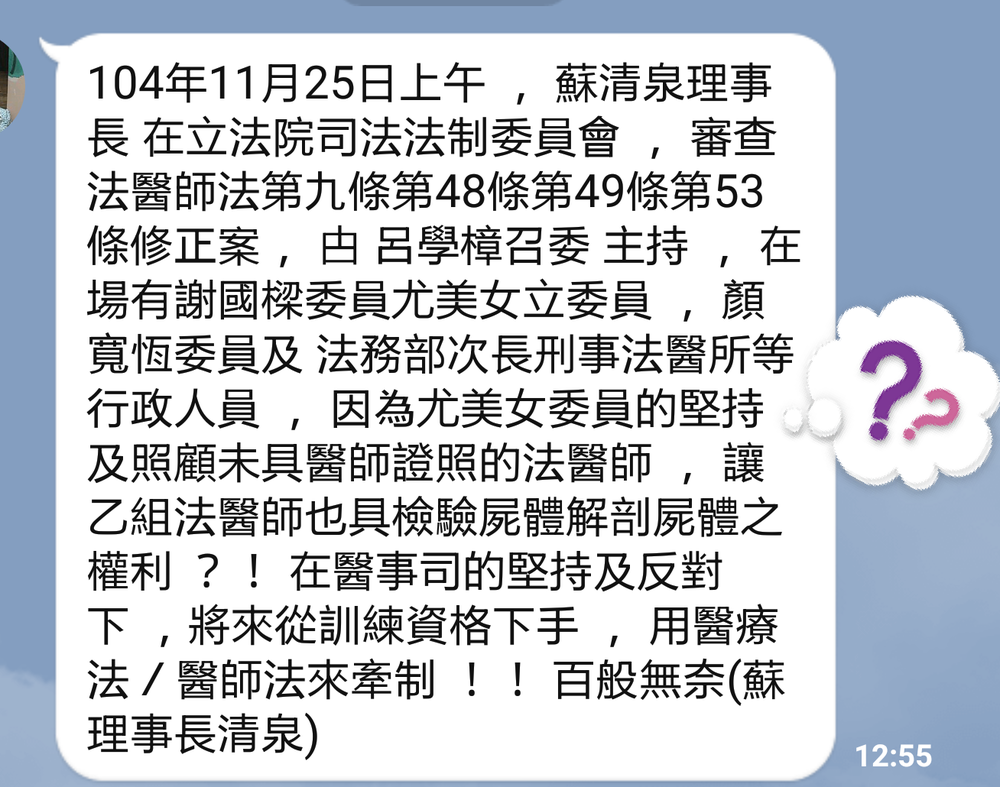 104年11月25日上午 ， 蘇清泉理事
長 在立法院司法法制委員會 ， 審查
法醫師法第九條第48條第49條第53
條修正案 ， 由 呂學樟召委 主持 ， 在
場有謝國樑委員尤美女立委員 ， 顏
寬恆委員及 法務部次長刑事法醫所等
行政人員 ， 因為尤美女委員的堅持
及照顧未具醫師證照的法醫師 ， 讓
乙組法醫師也具檢驗屍體解剖屍體之
權利 ？！ 在醫事司的堅持及反對
下 ，將來從訓練資格下手 ， 用醫療
法／醫師法來牽制 ！！ 百般無奈(蘇
理事長清泉)
??
12:55